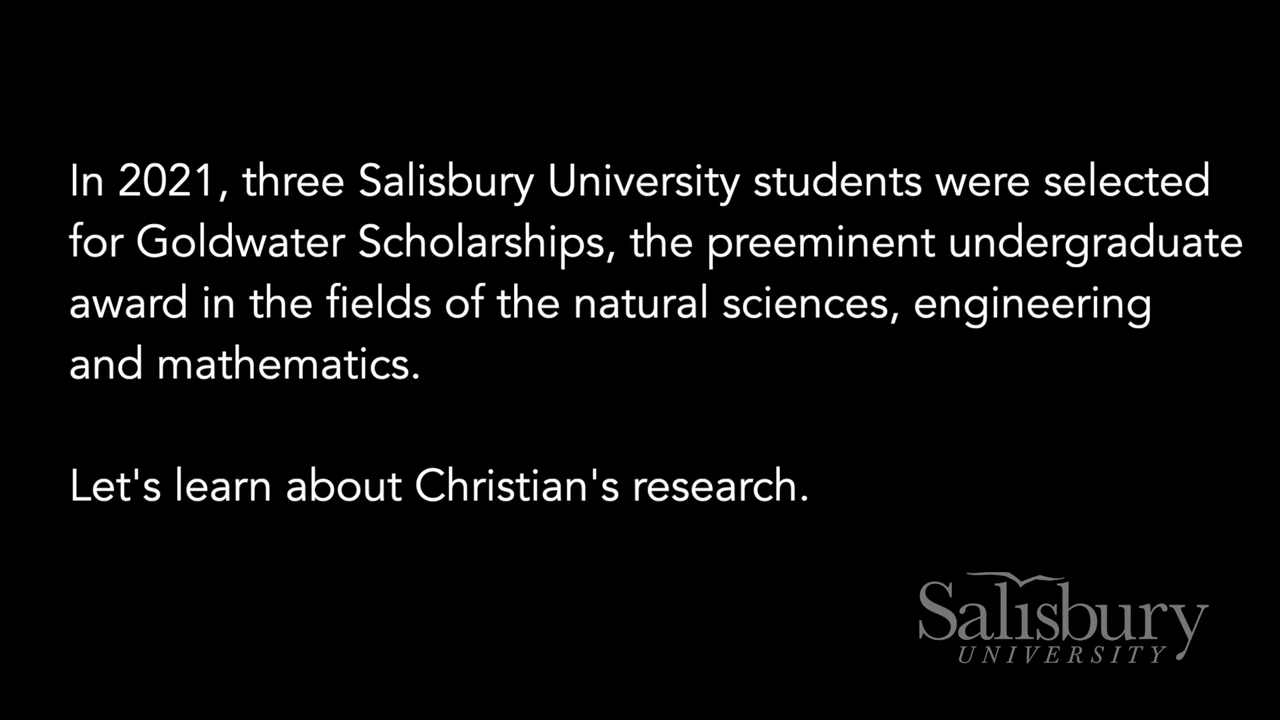 In 2021, three Salisbury University students were selected
for Goldwater Scholarships, the preeminent undergraduate
award in the fields of the natural sciences, engineering
and mathematics.
Let's learn about Christian's research.
Salisbury
UNIVERSITY